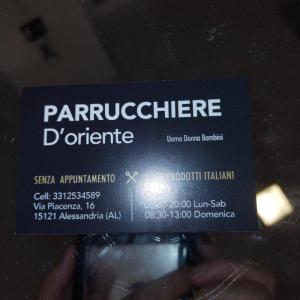 PARRUCCHIERE
D'oriente
Uomo Donna Bambini
SENZA APPUNTAMENTO
PRODOTTI ITALIANI
Cell: 3312534589
Via Piacenza, 16
15121 Alessandria (AL)
20:00 Lun-Sab
08:30-13:00 Domenica